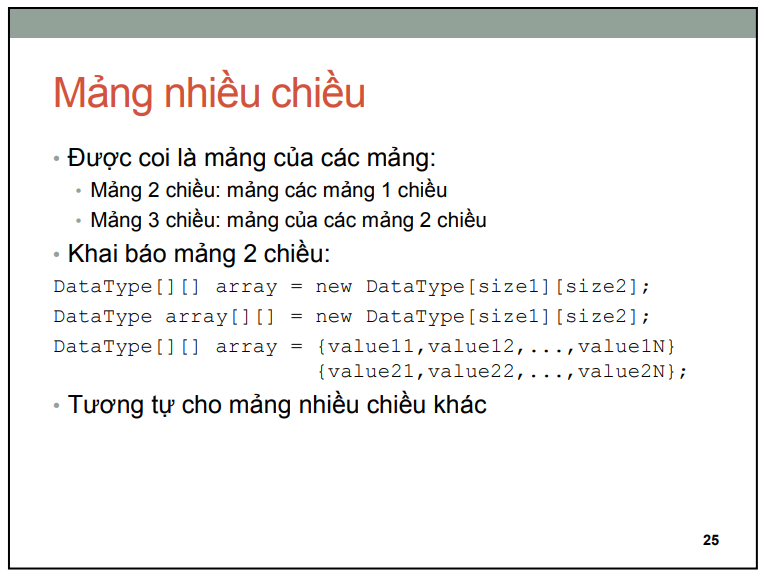 Mảng nhiều chiều
• Được coi là mảng của các mảng:
• Mảng 2 chiều: mảng các mảng 1 chiều
• Mảng 3 chiều: mảng của các mảng 2 chiều
• Khai báo mảng 2 chiều:
DataType[][] array = new DataType[size1][size2];
DataType array[][] = new DataType[size1][size2];
DataType[][] array = {value11,value12,...,value1N}
{value21,value22,...,value2N};
• Tương tự cho mảng nhiều chiều khác
25